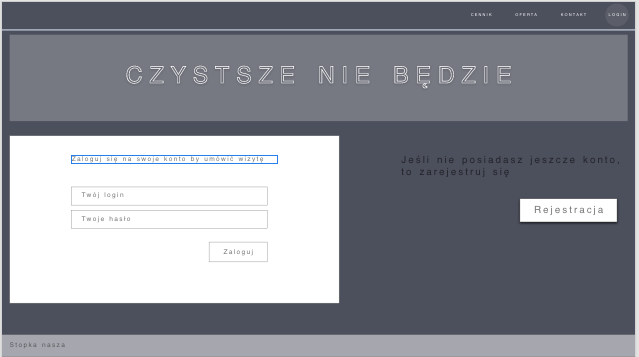 CENNIK OFERTA KONTAKT LOGIN
CZYSTSZE NIE BĘDZIE
Zaloguj się na swoje konto by umówić wizytę
Twój login
Twoje hasło
Zaloguj
Jeśli nie posiadasz jeszcze konto,
to zarejestruj się
Rejestracja
Stopka nasza